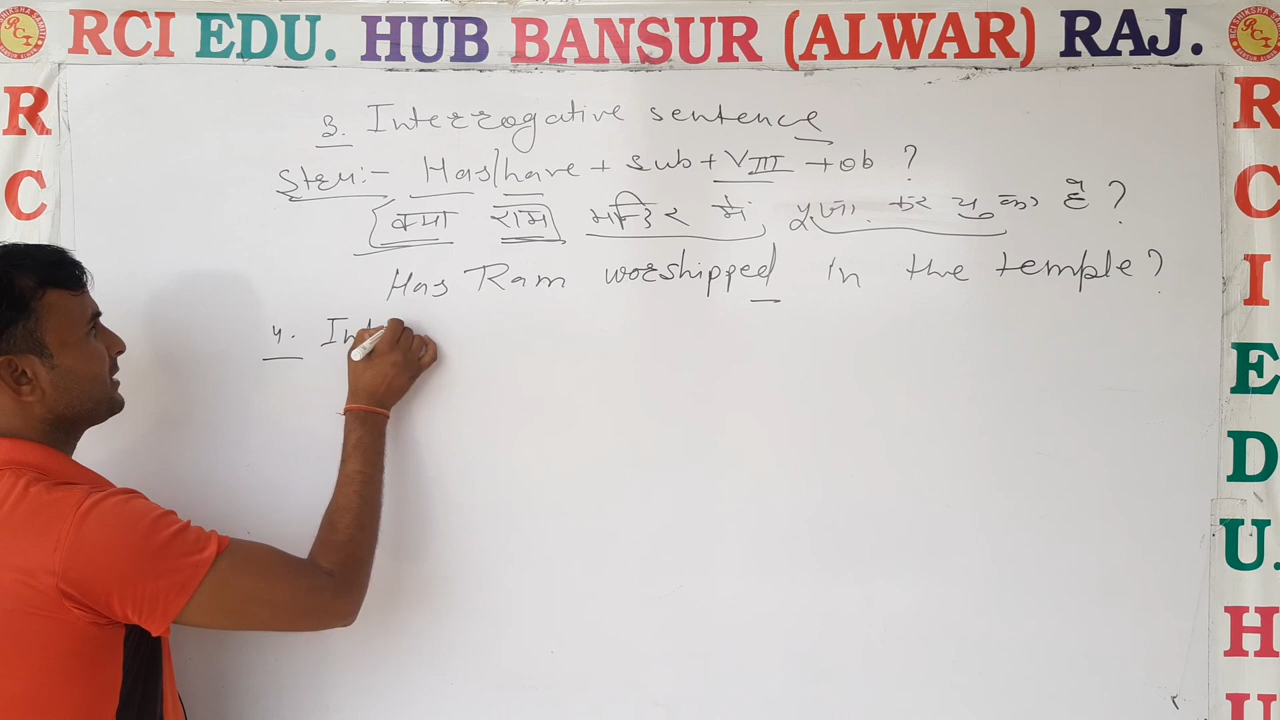 RCI EDU. HUB BANSUR (ALWAR) RAJ.
3. Interrogative sentence
Has/have + sub + VIII + ob ?
क्या राम मन्दिर में पूजा कर चुका है ?
Has Ram worshipped in the temple?
4. Int
R
C
R
C
I
E
D
U.
H
U